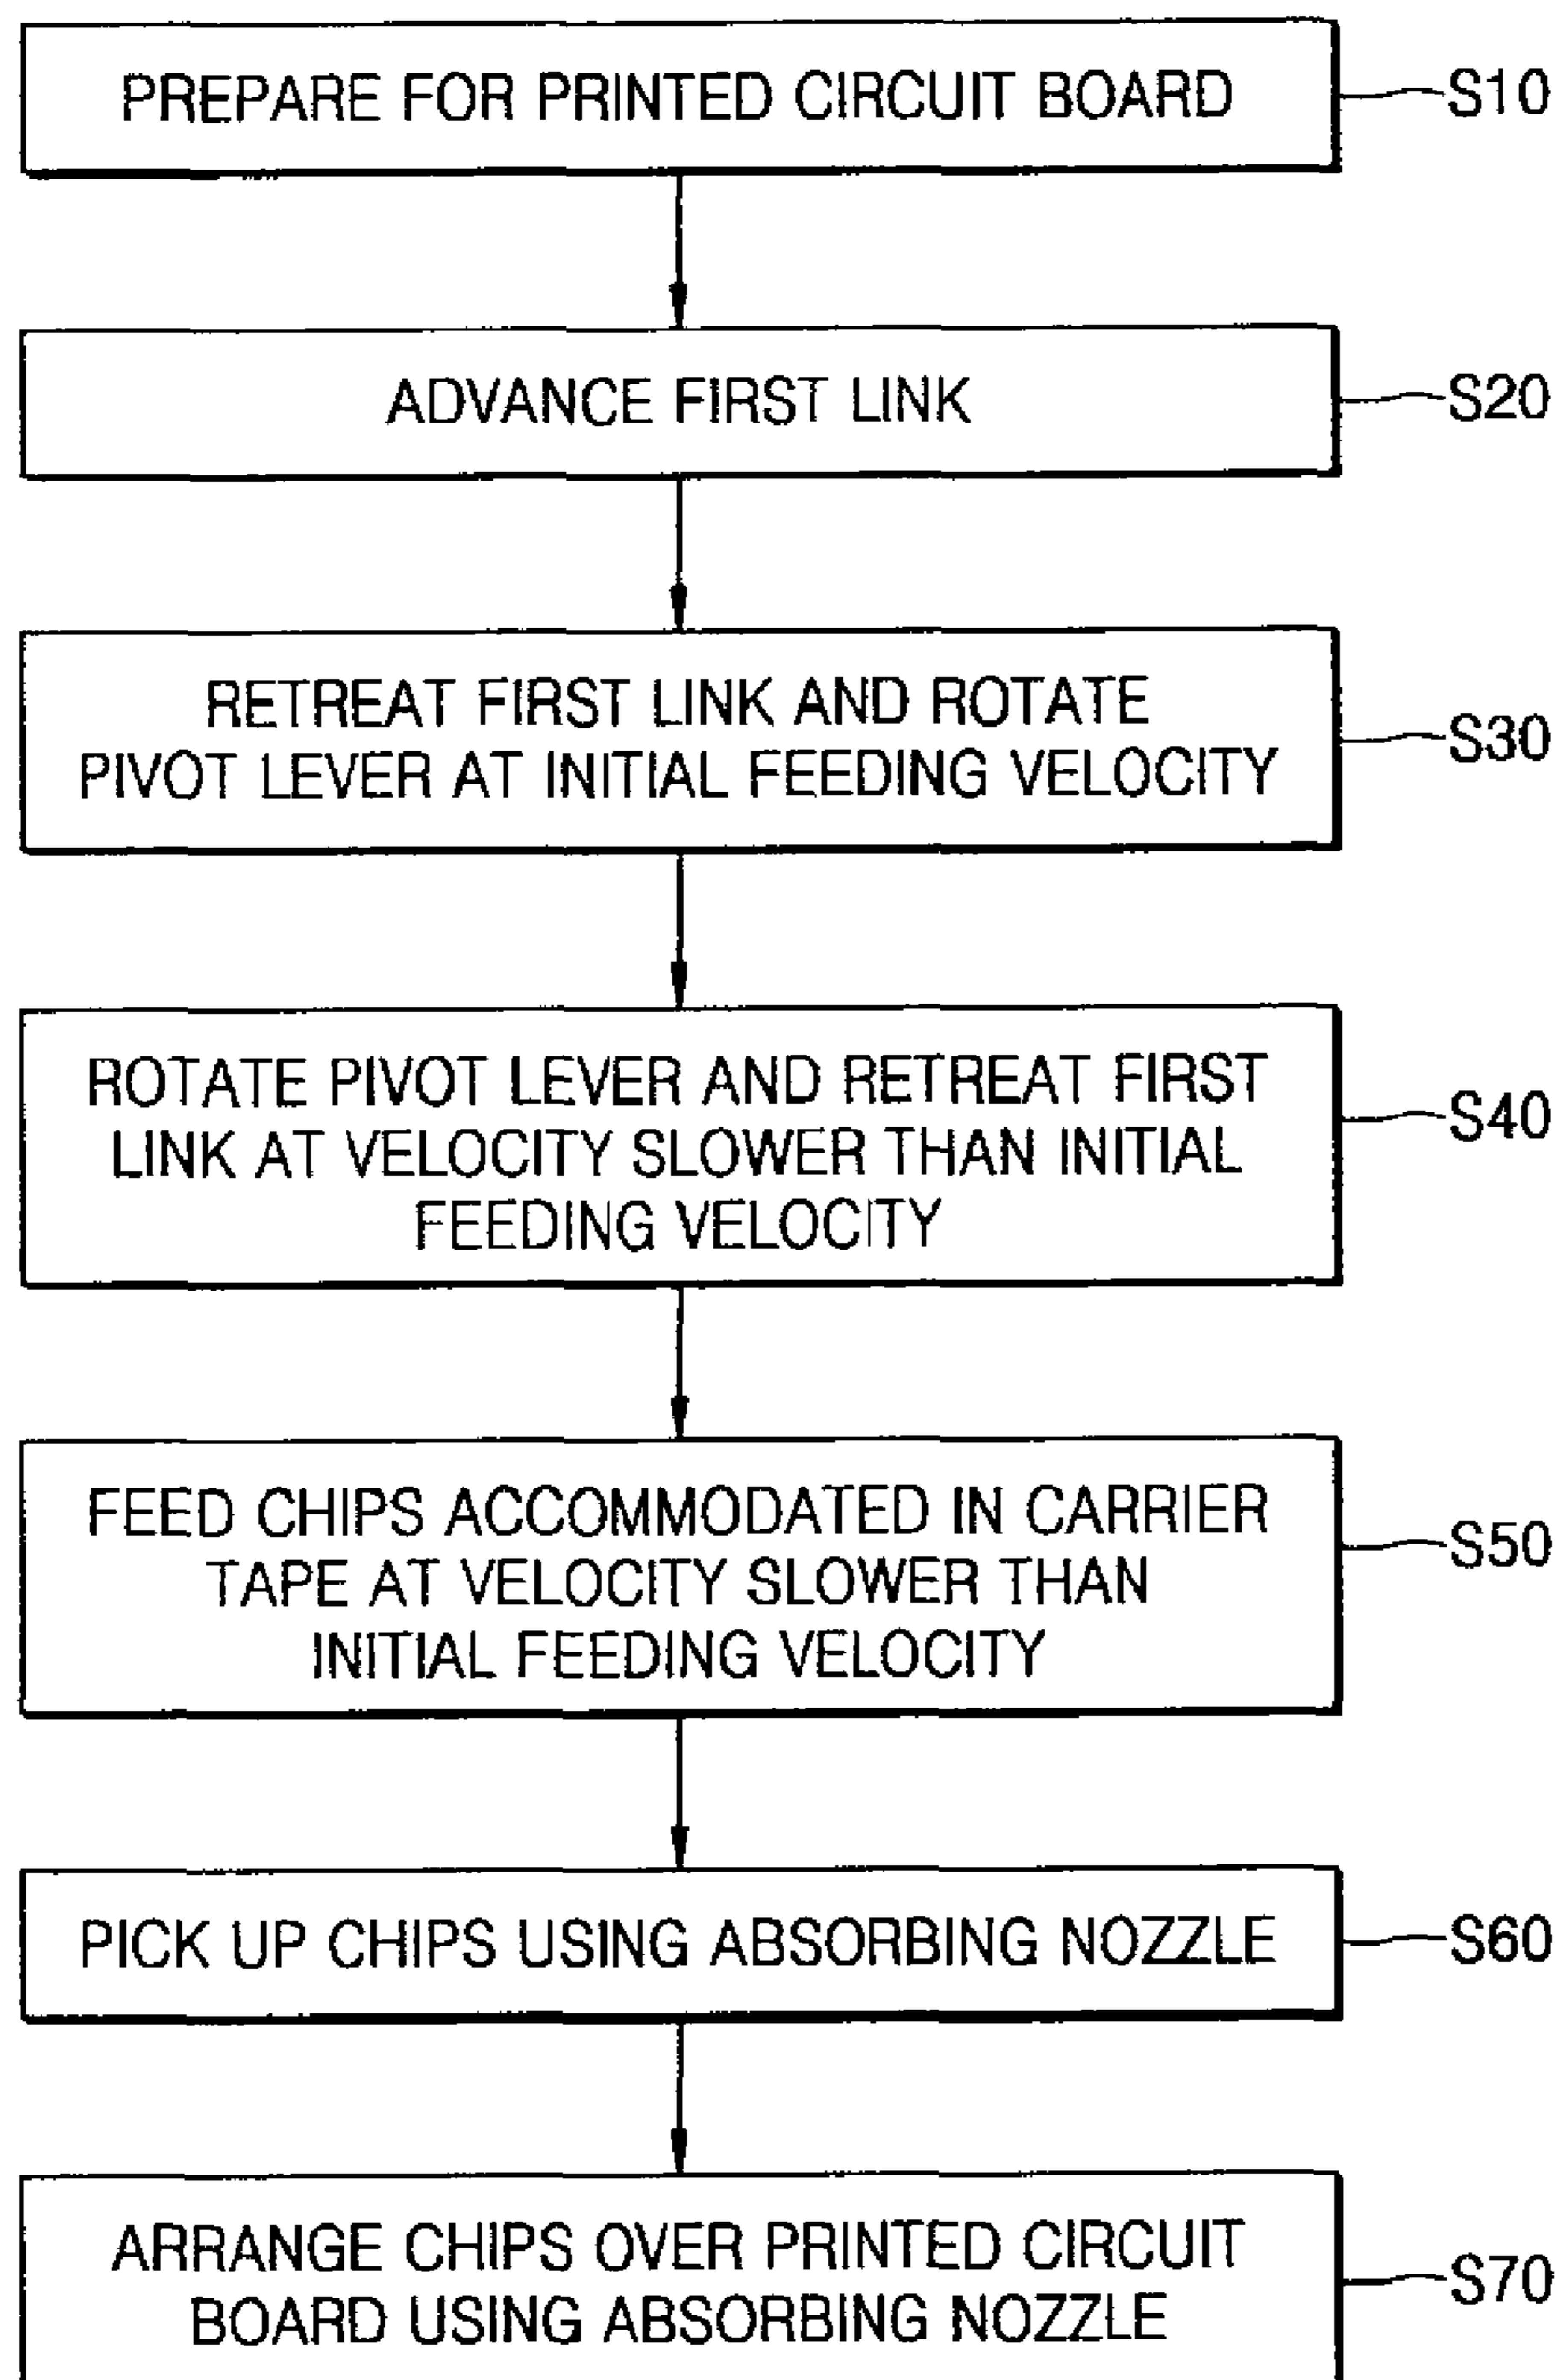 PREPARE FOR PRINTED CIRCUIT BOARD
S10
ADVANCE FIRST LINK
S20
RETREAT FIRST LINK AND ROTATE
PIVOT LEVER AT INITIAL FEEDING VELOCITY
S30
ROTATE PIVOT LEVER AND RETREAT FIRST
LINK AT VELOCITY SLOWER THAN INITIAL
FEEDING VELOCITY
S40
FEED CHIPS ACCOMMODATED IN CARRIER
TAPE AT VELOCITY SLOWER THAN
INITIAL FEEDING VELOCITY
S50
PICK UP CHIPS USING ABSORBING NOZZLE
S60
ARRANGE CHIPS OVER PRINTED CIRCUIT
BOARD USING ABSORBING NOZZLE
S70